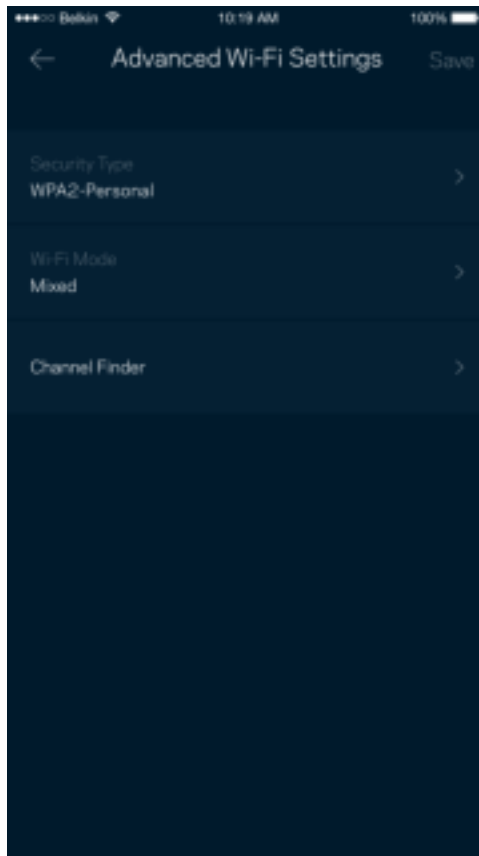 Belkin 10:19 AM 100%
Advanced Wi-Fi Settings Save
Security Type
WPA2-Personal
Wi-Fi Mode
Mixed
Channel Finder